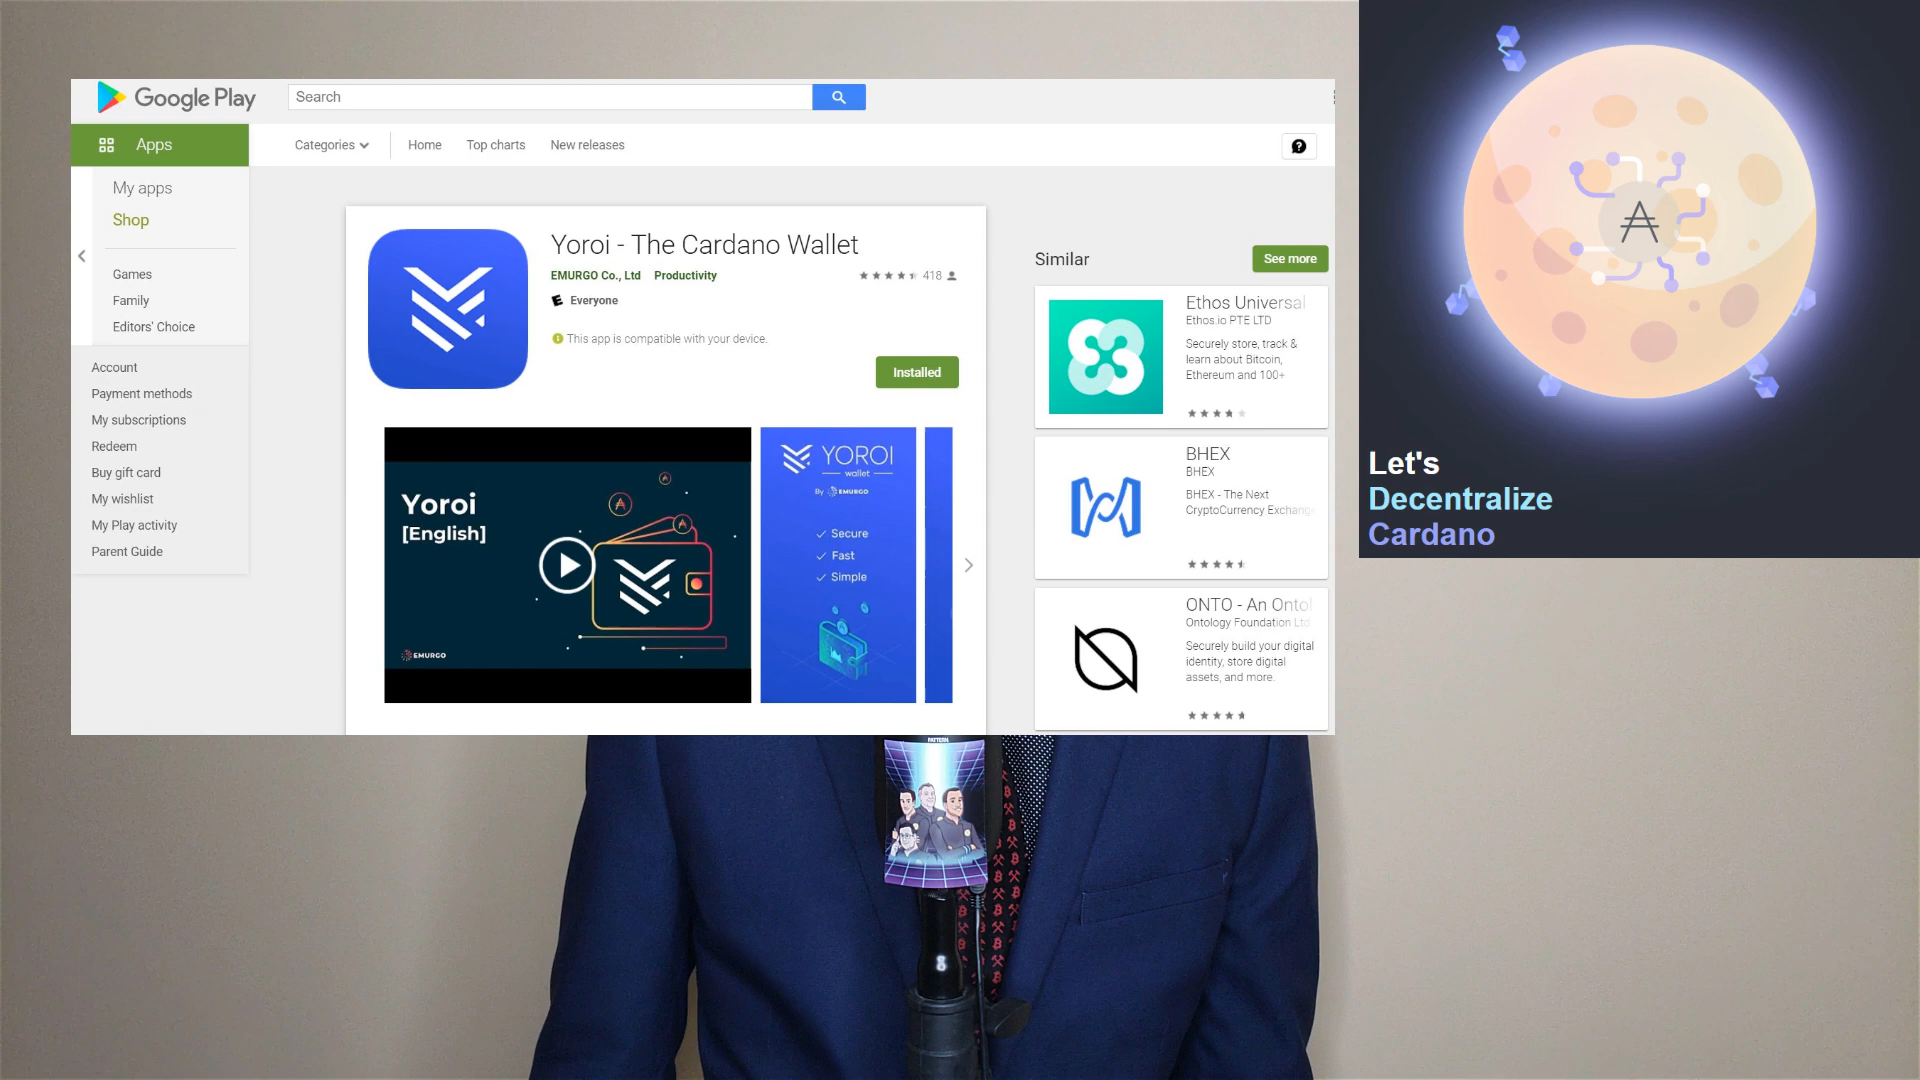 Google Play
Search
Apps
Categories
Home
Top charts
New releases
My apps
Shop
Games
Family
Editors' Choice
Account
Payment methods
My subscriptions
Redeem
Buy gift card
My wishlist
My Play activity
Parent Guide
Yoroi - The Cardano Wallet
EMURGO Co., Ltd Productivity
418
E Everyone
This app is compatible with your device.
Installed
Yoroi
[English]
EMURGO
YOROI
wallet
By EMURGO
Secure
Fast
Simple
Similar
See more
Ethos Universal
Ethos.io PTE LTD
Securely store, track &
learn about Bitcoin,
Ethereum and 100+
BHEX
BHEX
BHEX - The Next
CryptoCurrency Exchang
ONTO - An Ontol
Ontology Foundation Ltd
Securely build your digital
identity, store digital
assets, and more.
Let's
Decentralize
Cardano
PATTERN